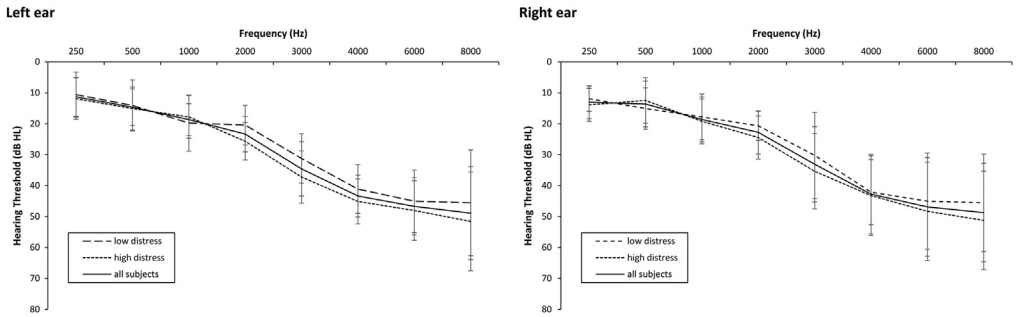 Left ear
Frequency (Hz)
250 500 1000 2000 3000 4000 6000 8000
0
10
20
30
40
50
60
70
80
Hearing Threshold (dB HL)
low distress
high distress
all subjects
Right ear
Frequency (Hz)
250 500 1000 2000 3000 4000 6000 8000
0
10
20
30
40
50
60
70
80
Hearing Threshold (dB HL)
low distress
high distress
all subjects